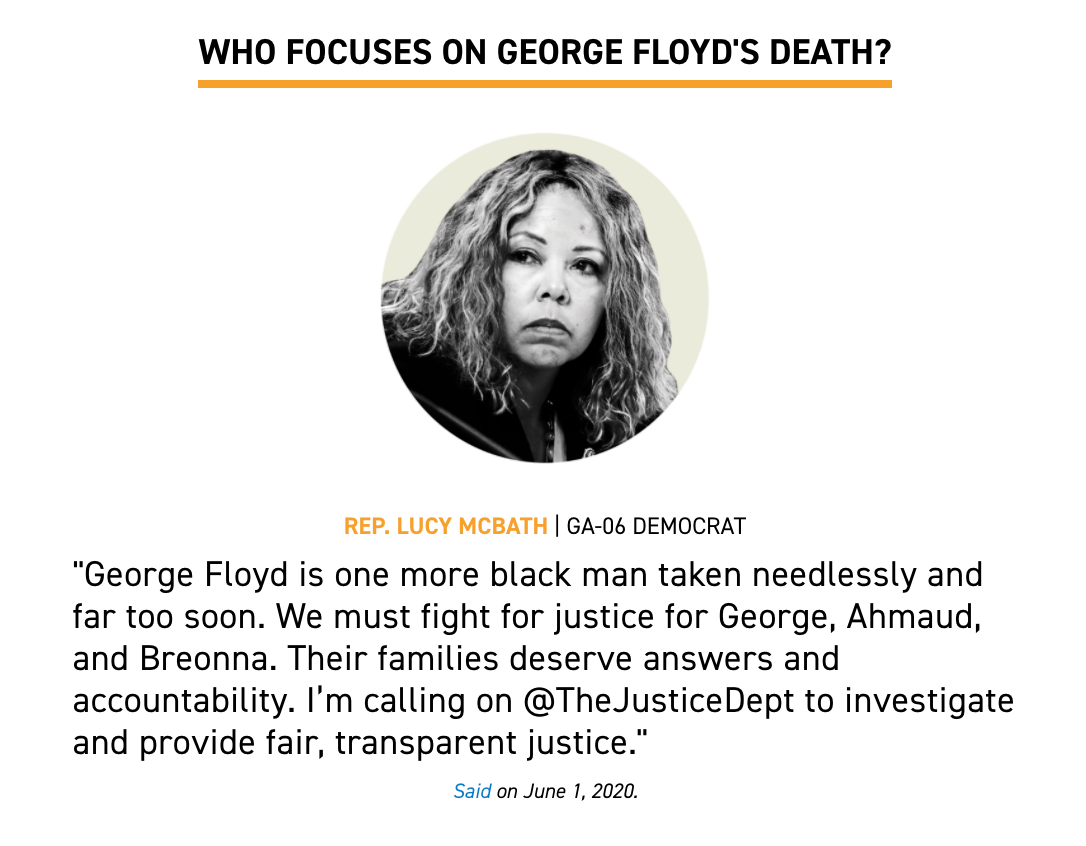 WHO FOCUSES ON GEORGE FLOYD'S DEATH?
REP. LUCY MCBATH | GA-06 DEMOCRAT
"George Floyd is one more black man taken needlessly and
far too soon. We must fight for justice for George, Ahmaud,
and Breonna. Their families deserve answers and
accountability. I’m calling on @TheJusticeDept to investigate
and provide fair, transparent justice."
Said on June 1, 2020.